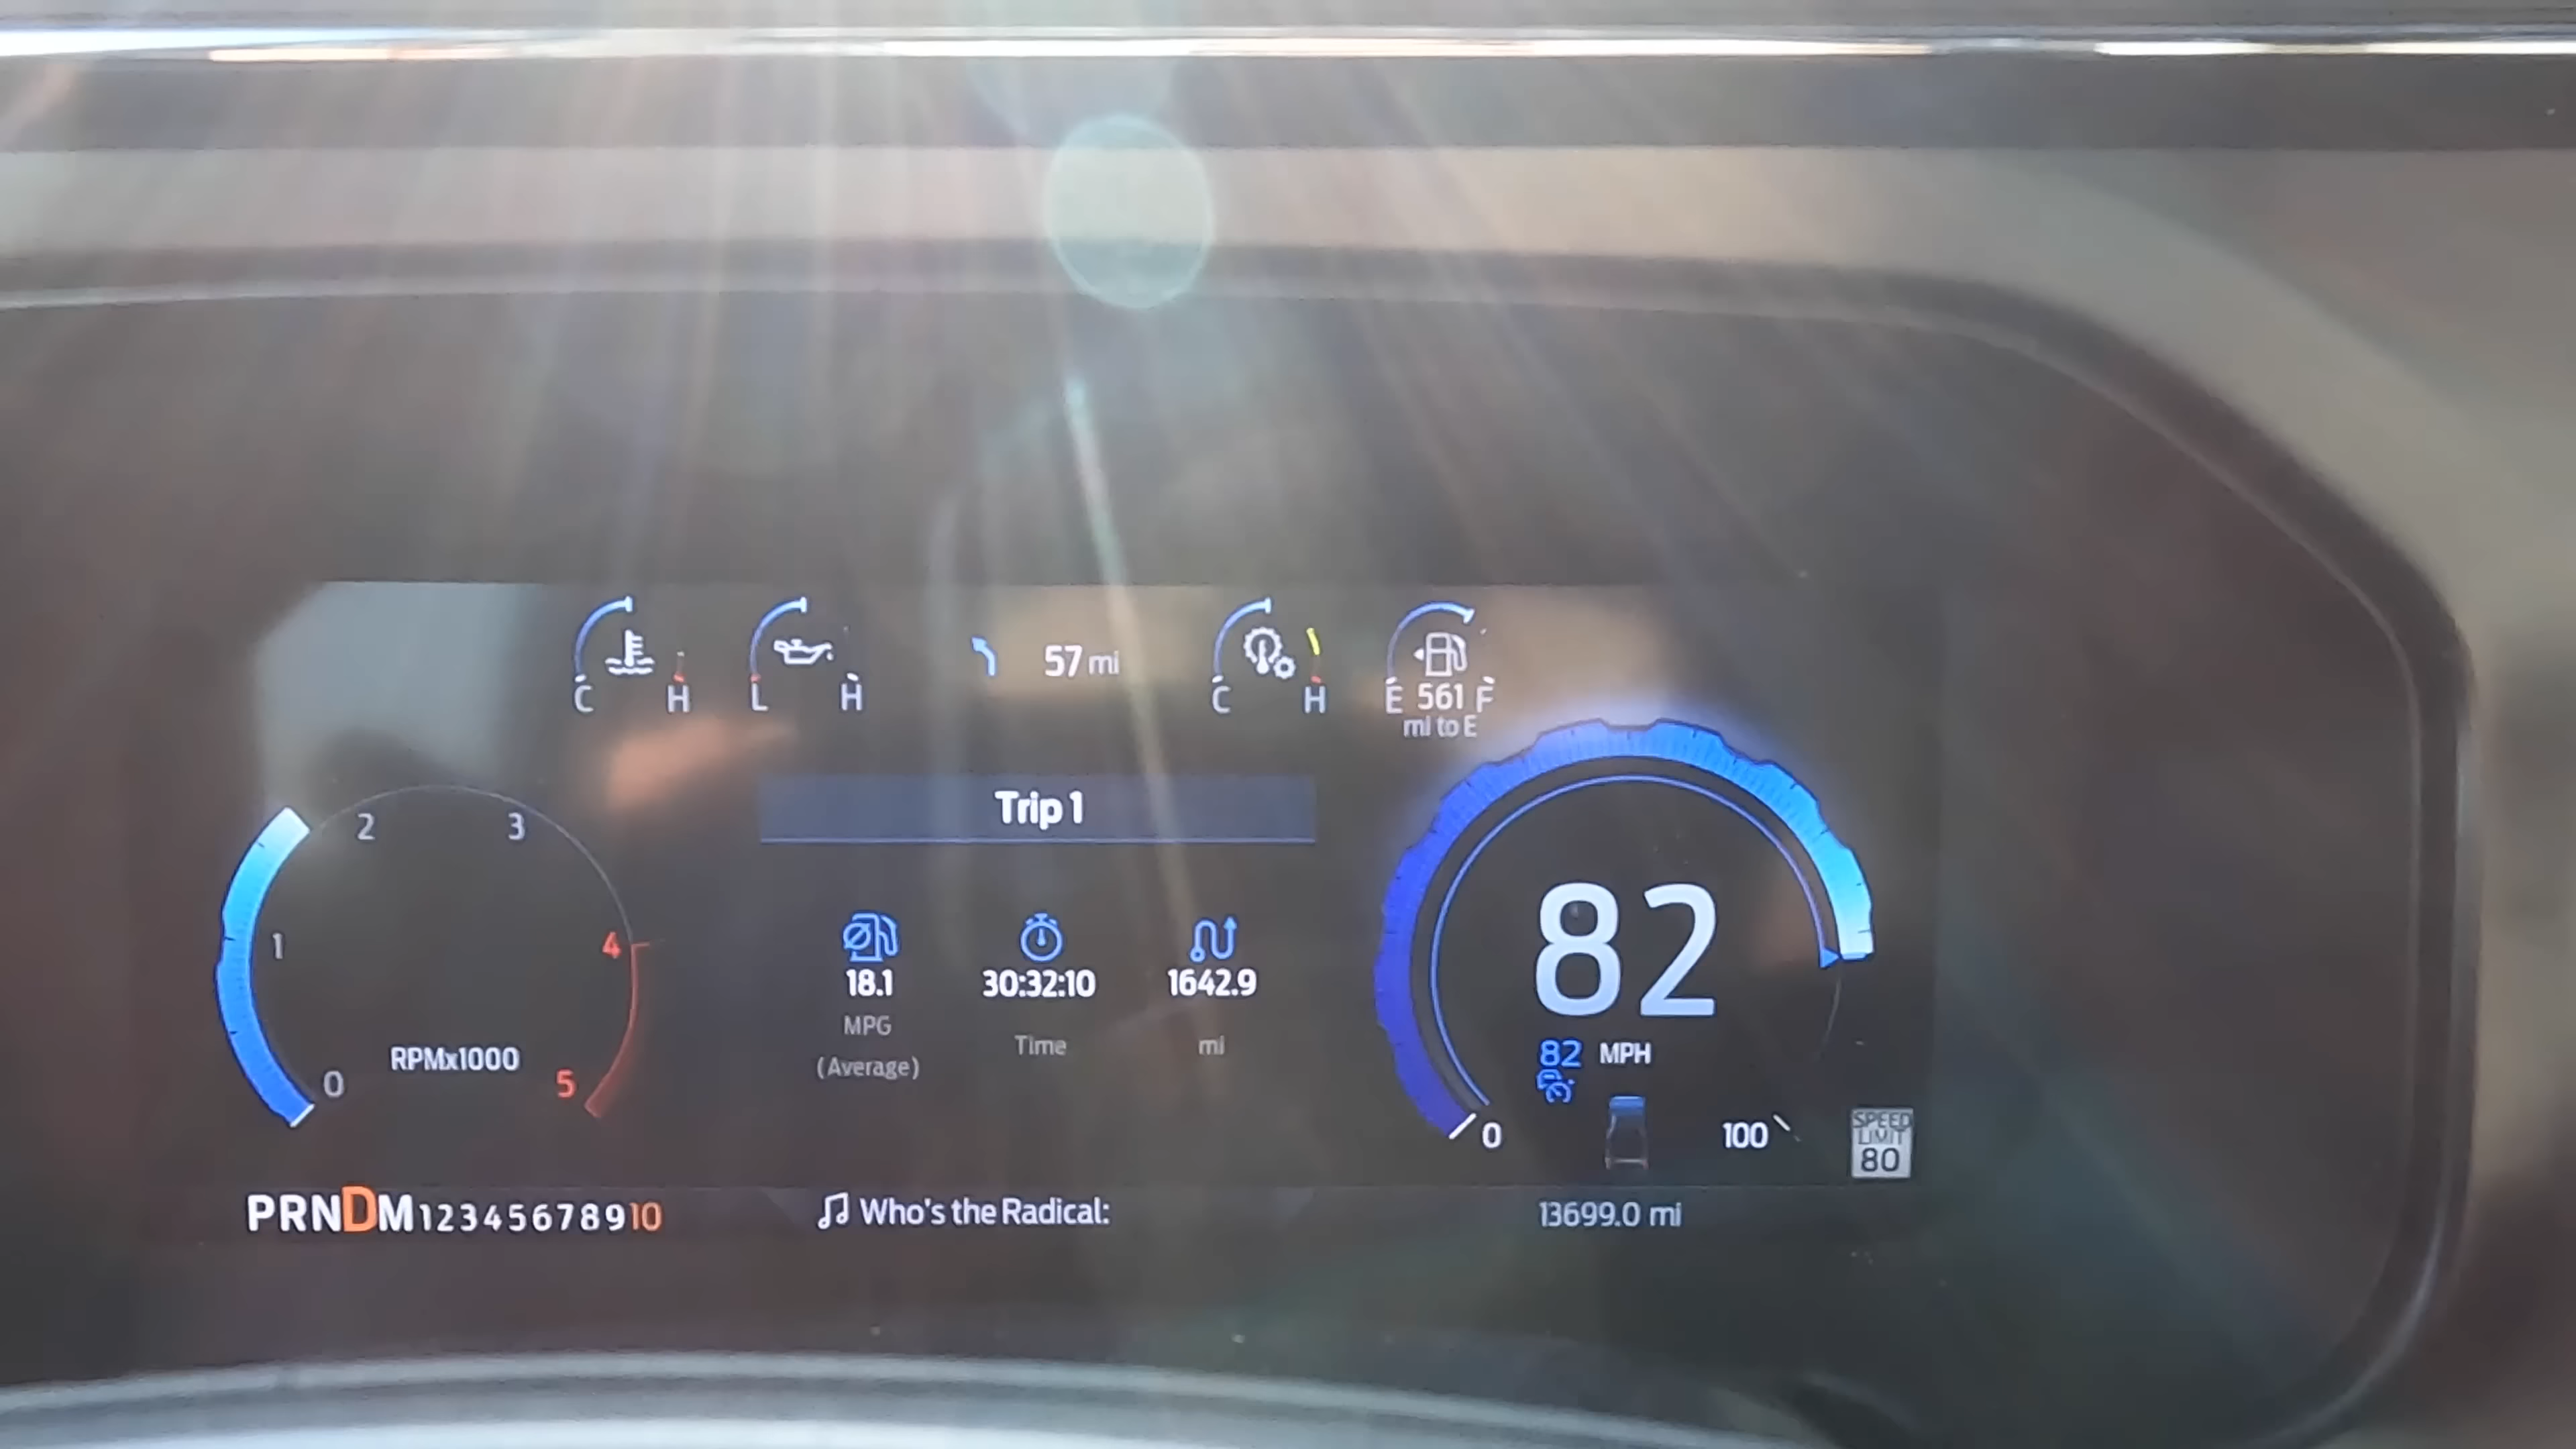 C H
L H
57 mi
C H
E 561 F
mi to E
Trip 1
0 1 2 3 4 5
RPMx1000
18.1
MPG
(Average)
30:32:10
Time
1642.9
mi
82
82 MPH
0 100
SPEED
LIMIT
80
PRNDM12345678910
Who's the Radical:
13699.0 mi